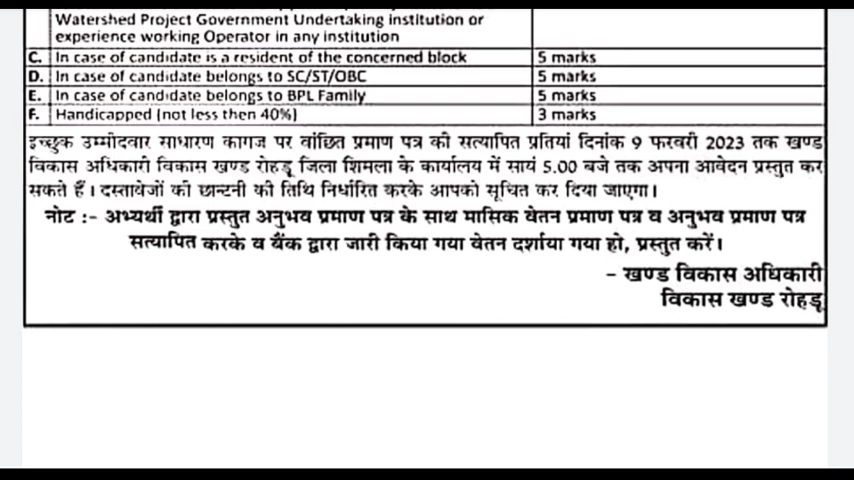 Watershed Project Government Undertaking institution or
experience working Operator in any institution
C. In case of candidate is a resident of the concerned block 5 marks
D. In case of candidate belongs to SC/ST/OBC 5 marks
E. In case of candidate belongs to BPL Family 5 marks
F. Handicapped (not less then 40%) 3 marks
इच्छुक उम्मीदवार साधारण कागज पर वांछित प्रमाण पत्र की सत्यापित प्रतियां दिनांक 9 फरवरी 2023 तक खण्ड
विकास अधिकारी विकास खण्ड रोहड़ू जिला शिमला के कार्यालय में सायं 5.00 बजे तक अपना आवेदन प्रस्तुत कर
सकते हैं। दस्तावेजों की छान्टनी की तिथि निर्धारित करके आपको सूचित कर दिया जाएगा।
नोट :- अभ्यर्थी द्वारा प्रस्तुत अनुभव प्रमाण पत्र के साथ मासिक वेतन प्रमाण पत्र व अनुभव प्रमाण पत्र
सत्यापित करके व बैंक द्वारा जारी किया गया वेतन दर्शाया गया हो, प्रस्तुत करें।
- खण्ड विकास अधिकारी
विकास खण्ड रोहड़ू